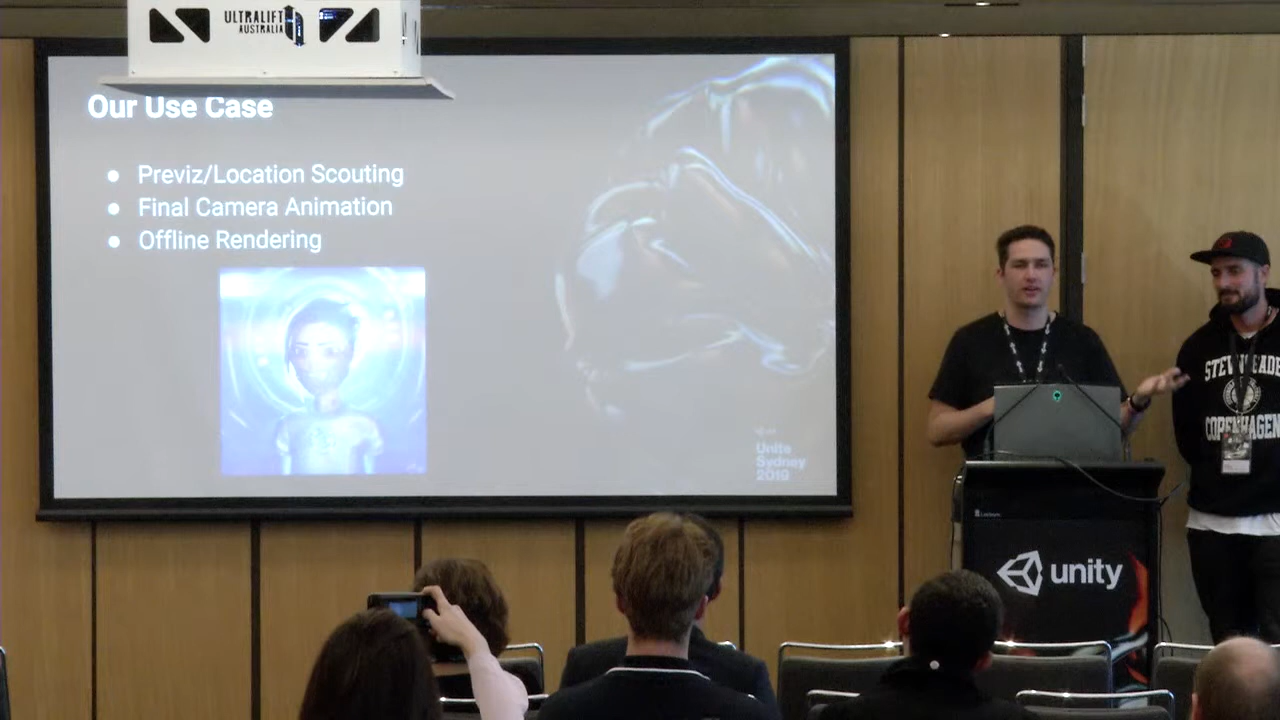 ULTRALIFT
AUSTRALIA
Our Use Case
● Previz/Location Scouting
● Final Camera Animation
● Offline Rendering
Unite
Sydney
2019
unity
COPENHAGEN